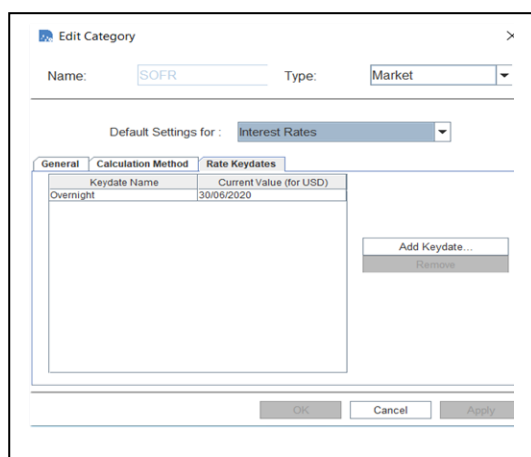 Edit Category
Name: SOFR Type: Market
Default Settings for : Interest Rates
General Calculation Method Rate Keydates
Keydate Name Current Value (for USD)
Overnight 30/06/2020
Add Keydate...
Remove
OK Cancel Apply